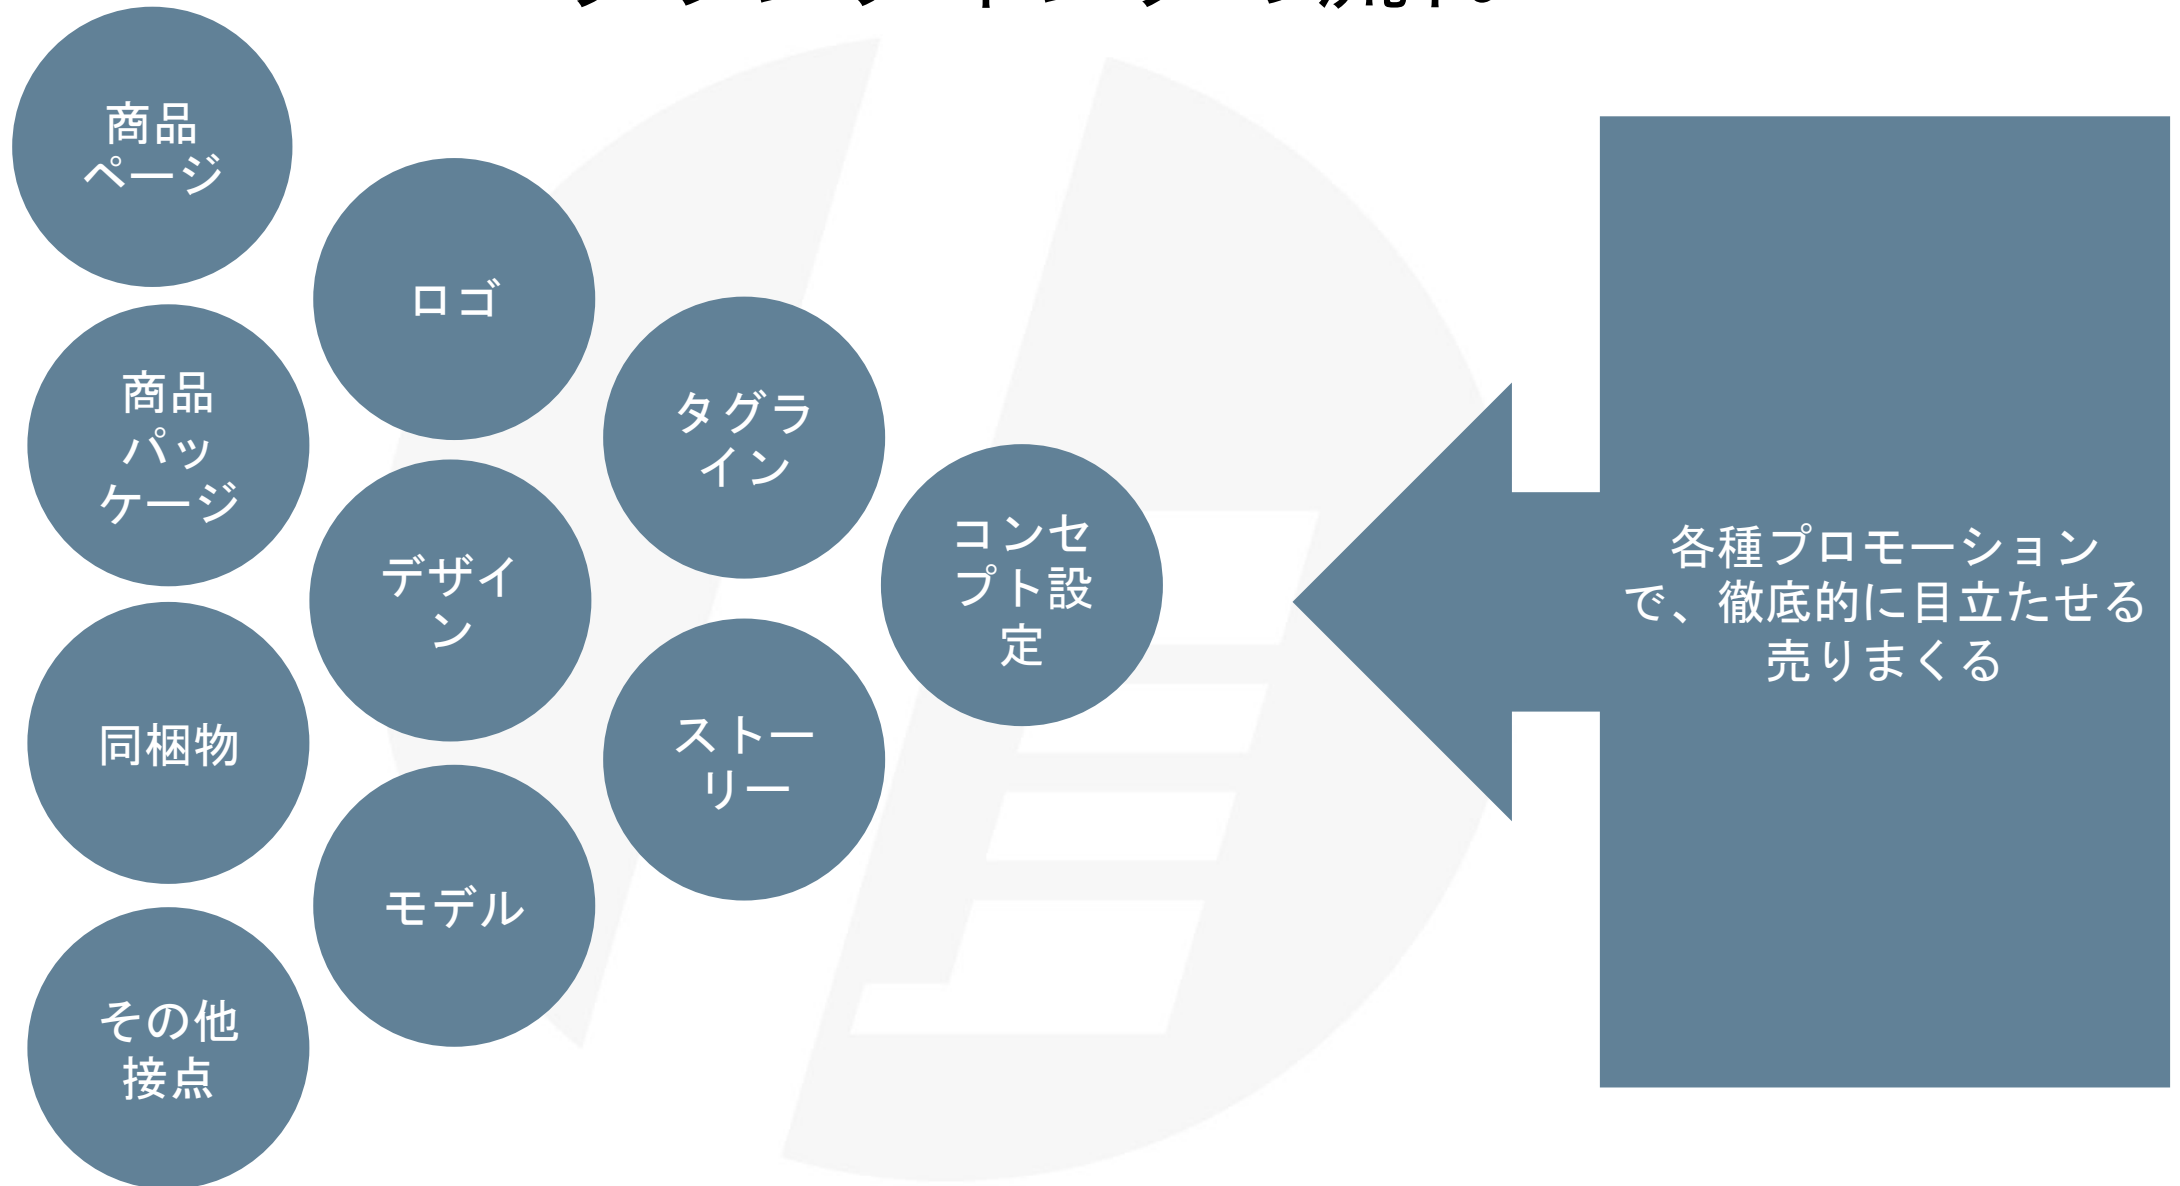 商品
ページ
ロゴ
商品
パッ
ケージ
タグラ
イン
デザイ
ン
コンセ
プト設
定
各種プロモーション
で、徹底的に目立たせる
売りまくる
同梱物
ストー
リー
モデル
その他
接点